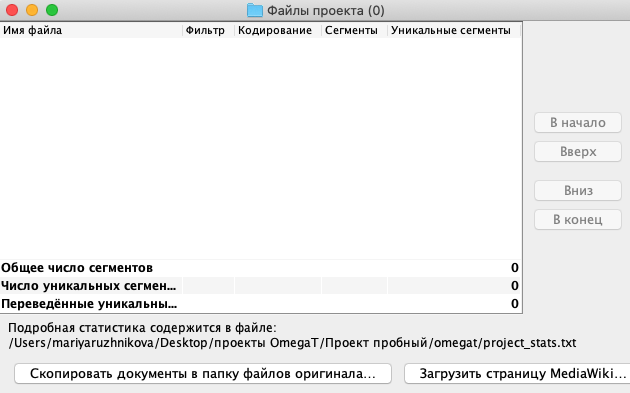 Файлы проекта (0)
Имя файла Фильтр Кодирование Сегменты Уникальные сегменты
В начало
Вверх
Вниз
В конец
Общее число сегментов 0
Число уникальных сегмен... 0
Переведённые уникальны... 0
Подробная статистика содержится в файле:
/Users/mariyaruzhnikova/Desktop/проекты OmegaT/Проект пробный/omegat/project_stats.txt
Скопировать документы в папку файлов оригинала... Загрузить страницу MediaWiki...